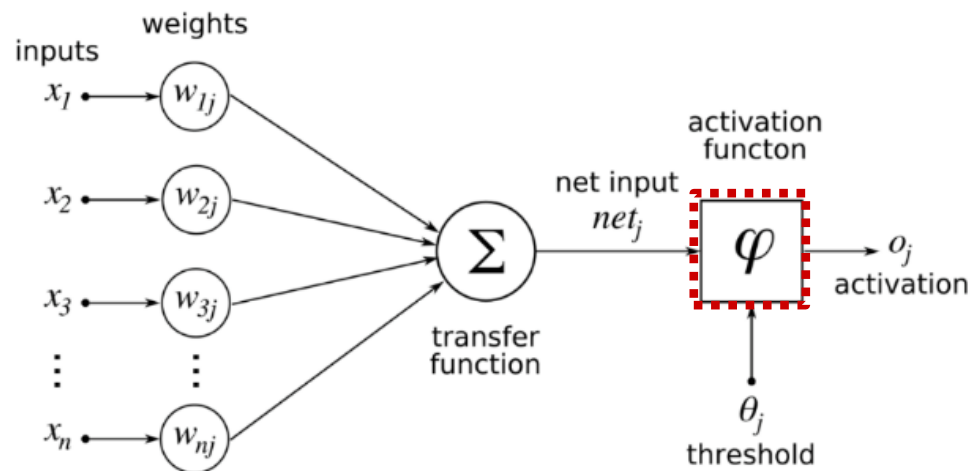 weights
inputs
x1
w1j
x2
w2j
x3
w3j
⋮
⋮
xn
wnj
Σ
transfer
function
net input
netj
activation
functon
φ
oj
activation
θj
threshold